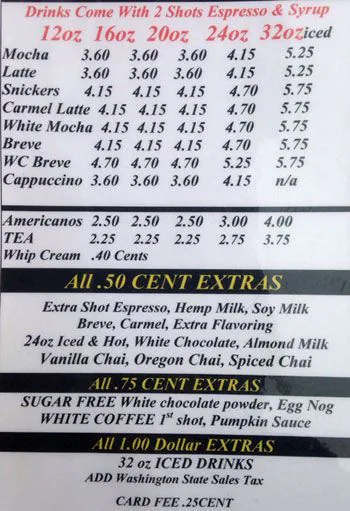 Drinks Come With 2 Shots Espresso & Syrup
12oz 16oz 20oz 24oz 32oz iced
Mocha 3.60 3.60 3.60 4.15 5.25
Latte 3.60 3.60 3.60 4.15 5.25
Snickers 4.15 4.15 4.15 4.70 5.75
Carmel Latte 4.15 4.15 4.15 4.70 5.75
White Mocha 4.15 4.15 4.15 4.70 5.75
Breve 4.15 4.15 4.15 4.70 5.75
WC Breve 4.70 4.70 4.70 5.25 5.75
Cappuccino 3.60 3.60 3.60 4.15 n/a
Americanos 2.50 2.50 2.50 3.00 4.00
TEA 2.25 2.25 2.25 2.75 3.75
Whip Cream .40 Cents
All .50 CENT EXTRAS
Extra Shot Espresso, Hemp Milk, Soy Milk
Breve, Carmel, Extra Flavoring
24oz Iced & Hot, White Chocolate, Almond Milk
Vanilla Chai, Oregon Chai, Spiced Chai
All .75 CENT EXTRAS
SUGAR FREE White chocolate powder, Egg Nog
WHITE COFFEE 1st shot, Pumpkin Sauce
All 1.00 Dollar EXTRAS
32 oz ICED DRINKS
ADD Washington State Sales Tax
CARD FEE .25CENT